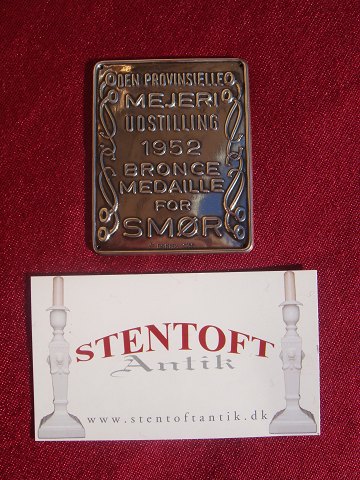 DEN PROVINSIELLE
MEJERI
UDSTILLING
1952
BRONCE
MEDAILLE
FOR
SMØR
STENTOFT
Antik
www.stentoftantik.dk